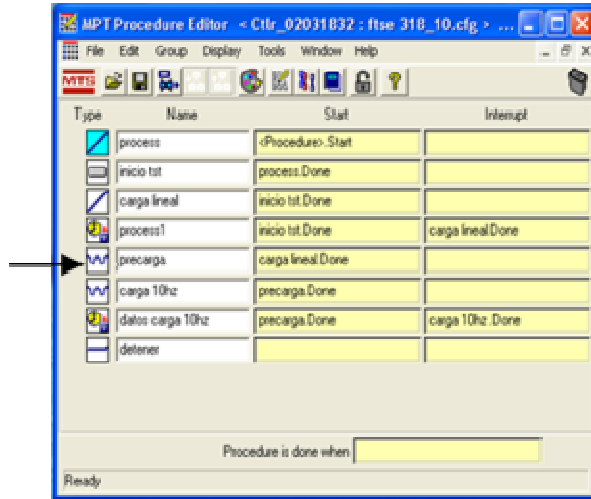 MPT Procedure Editor < Ctlr_02031832 : ftse 318_10.cfg > ...
File Edit Group Display Tools Window Help
MTS
Type Name Start Interrupt
process <Procedure>.Start
inicio tst process.Done
carga lineal inicio tst.Done
process1 inicio tst.Done carga lineal.Done
precarga carga lineal.Done
carga 10hz precarga.Done
datos carga 10hz precarga.Done carga 10hz .Done
detener
Procedure is done when
Ready